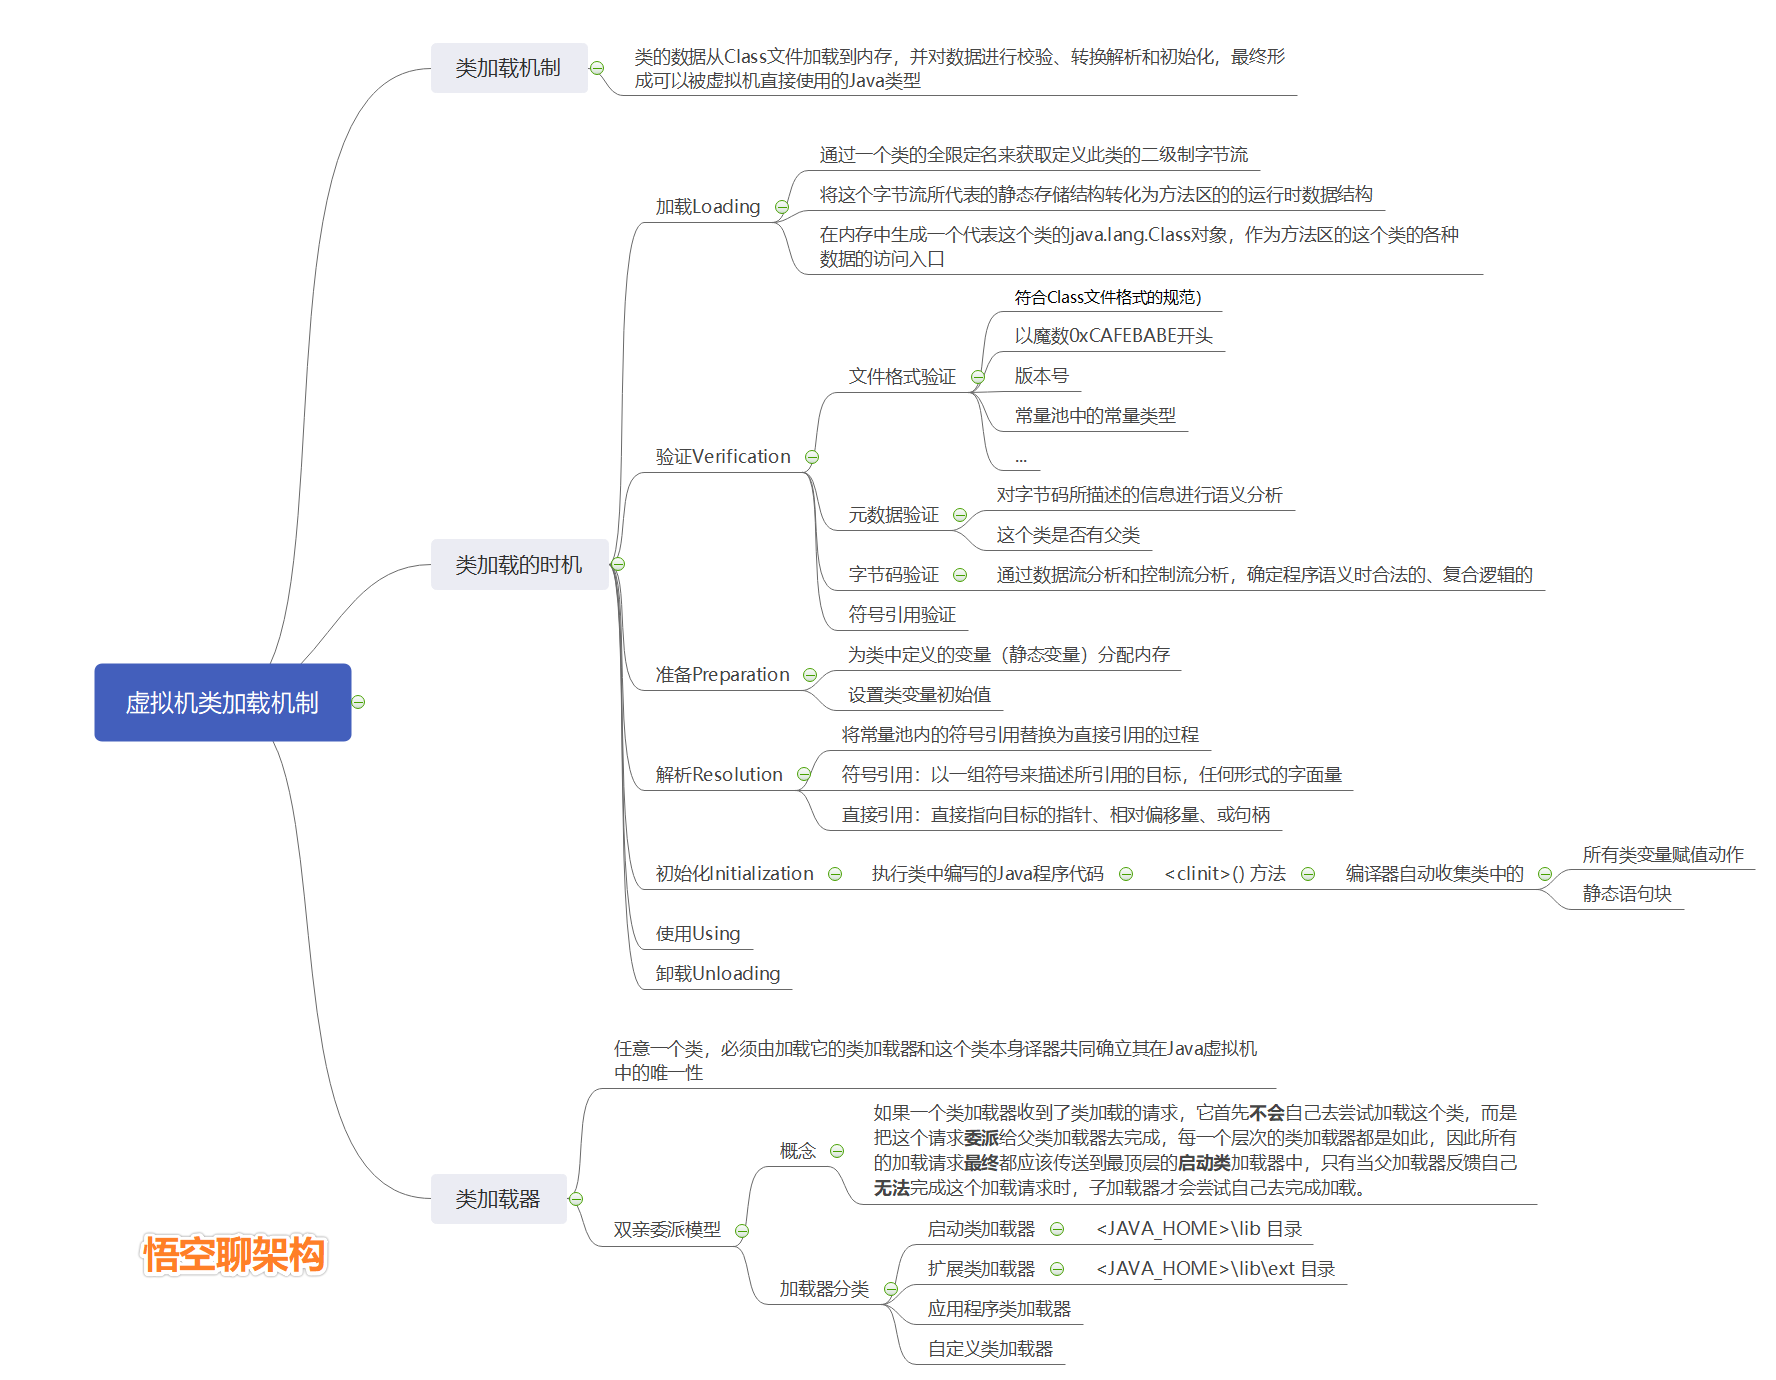 虚拟机类加载机制
类加载机制
类的数据从Class文件加载到内存，并对数据进行校验、转换解析和初始化，最终形
成可以被虚拟机直接使用的Java类型
类加载的时机
加载Loading
通过一个类的全限定名来获取定义此类的二级制字节流
将这个字节流所代表的静态存储结构转化为方法区的的运行时数据结构
在内存中生成一个代表这个类的java.lang.Class对象，作为方法区的这个类的各种
数据的访问入口
验证Verification
文件格式验证
符合Class文件格式的规范）
以魔数0xCAFEBABE开头
版本号
常量池中的常量类型
...
元数据验证
对字节码所描述的信息进行语义分析
这个类是否有父类
字节码验证
通过数据流分析和控制流分析，确定程序语义时合法的、复合逻辑的
符号引用验证
准备Preparation
为类中定义的变量（静态变量）分配内存
设置类变量初始值
解析Resolution
将常量池内的符号引用替换为直接引用的过程
符号引用：以一组符号来描述所引用的目标，任何形式的字面量
直接引用：直接指向目标的指针、相对偏移量、或句柄
初始化Initialization
执行类中编写的Java程序代码
<clinit>() 方法
编译器自动收集类中的
所有类变量赋值动作
静态语句块
使用Using
卸载Unloading
类加载器
任意一个类，必须由加载它的类加载器和这个类本身译器共同确立其在Java虚拟机
中的唯一性
双亲委派模型
概念
如果一个类加载器收到了类加载的请求，它首先不会自己去尝试加载这个类，而是
把这个请求委派给父类加载器去完成，每一个层次的类加载器都是如此，因此所有
的加载请求最终都应该传送到最顶层的启动类加载器中，只有当父加载器反馈自己
无法完成这个加载请求时，子加载器才会尝试自己去完成加载。
加载器分类
启动类加载器
<JAVA_HOME>\lib 目录
扩展类加载器
<JAVA_HOME>\lib\ext 目录
应用程序类加载器
自定义类加载器
悟空聊架构